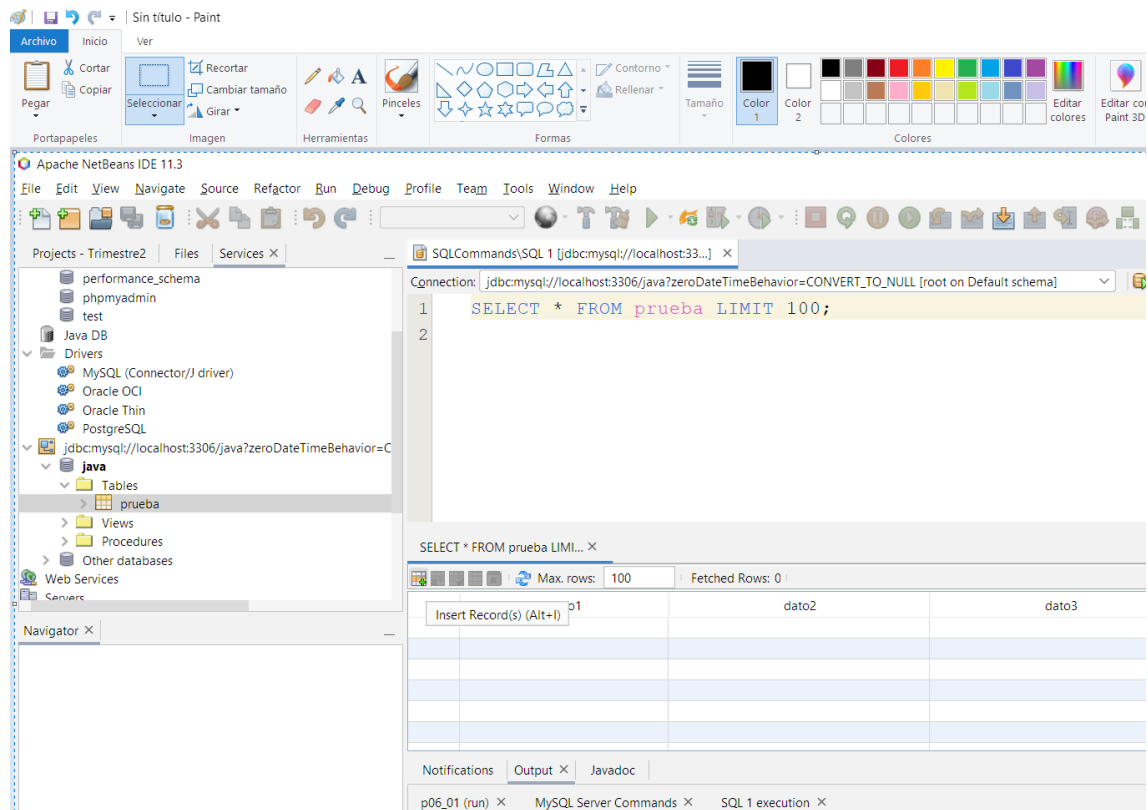 Sin título - Paint
Archivo Inicio Ver
Pegar
Cortar
Copiar
Portapapeles
Seleccionar
Recortar
Cambiar tamaño
Girar
Imagen
A
Herramientas
Pinceles
Contorno
Rellenar
Formas
Tamaño
Color 1
Color 2
Editar colores
Colores
Editar con
Paint 3D
Apache NetBeans IDE 11.3
File Edit View Navigate Source Refactor Run Debug Profile Team Tools Window Help
Projects - Trimestre2 Files Services
performance_schema
phpmyadmin
test
Java DB
Drivers
MySQL (Connector/J driver)
Oracle OCI
Oracle Thin
PostgreSQL
jdbc:mysql://localhost:3306/java?zeroDateTimeBehavior=C
java
Tables
prueba
Views
Procedures
Other databases
Web Services
Servers
Navigator
SQLCommands\SQL 1 [jdbc:mysql://localhost:33...]
Connection: jdbc:mysql://localhost:3306/java?zeroDateTimeBehavior=CONVERT_TO_NULL [root on Default schema]
1 SELECT * FROM prueba LIMIT 100;
2
SELECT * FROM prueba LIMI...
Max. rows: 100 Fetched Rows: 0
o1 dato2 dato3
Insert Record(s) (Alt+I)
Notifications Output Javadoc
p06_01 (run) MySQL Server Commands SQL 1 execution